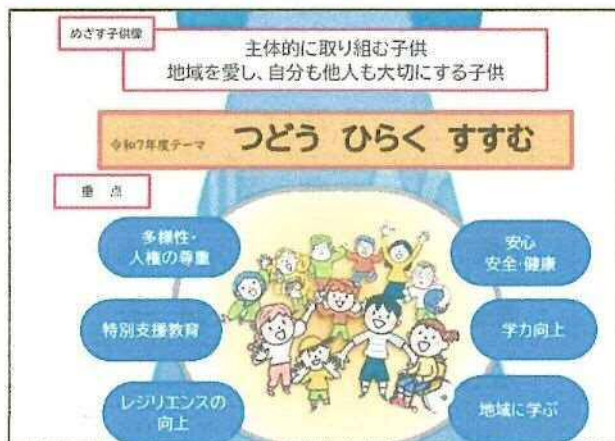 めざす子供像
主体的に取り組む子供
地域を愛し、自分も他人も大切にする子供
令和7年度テーマ つどう ひらく すすむ
重 点
多様性・
人権の尊重
特別支援教育
レジリエンスの
向上
安心
安全・健康
学力向上
地域に学ぶ